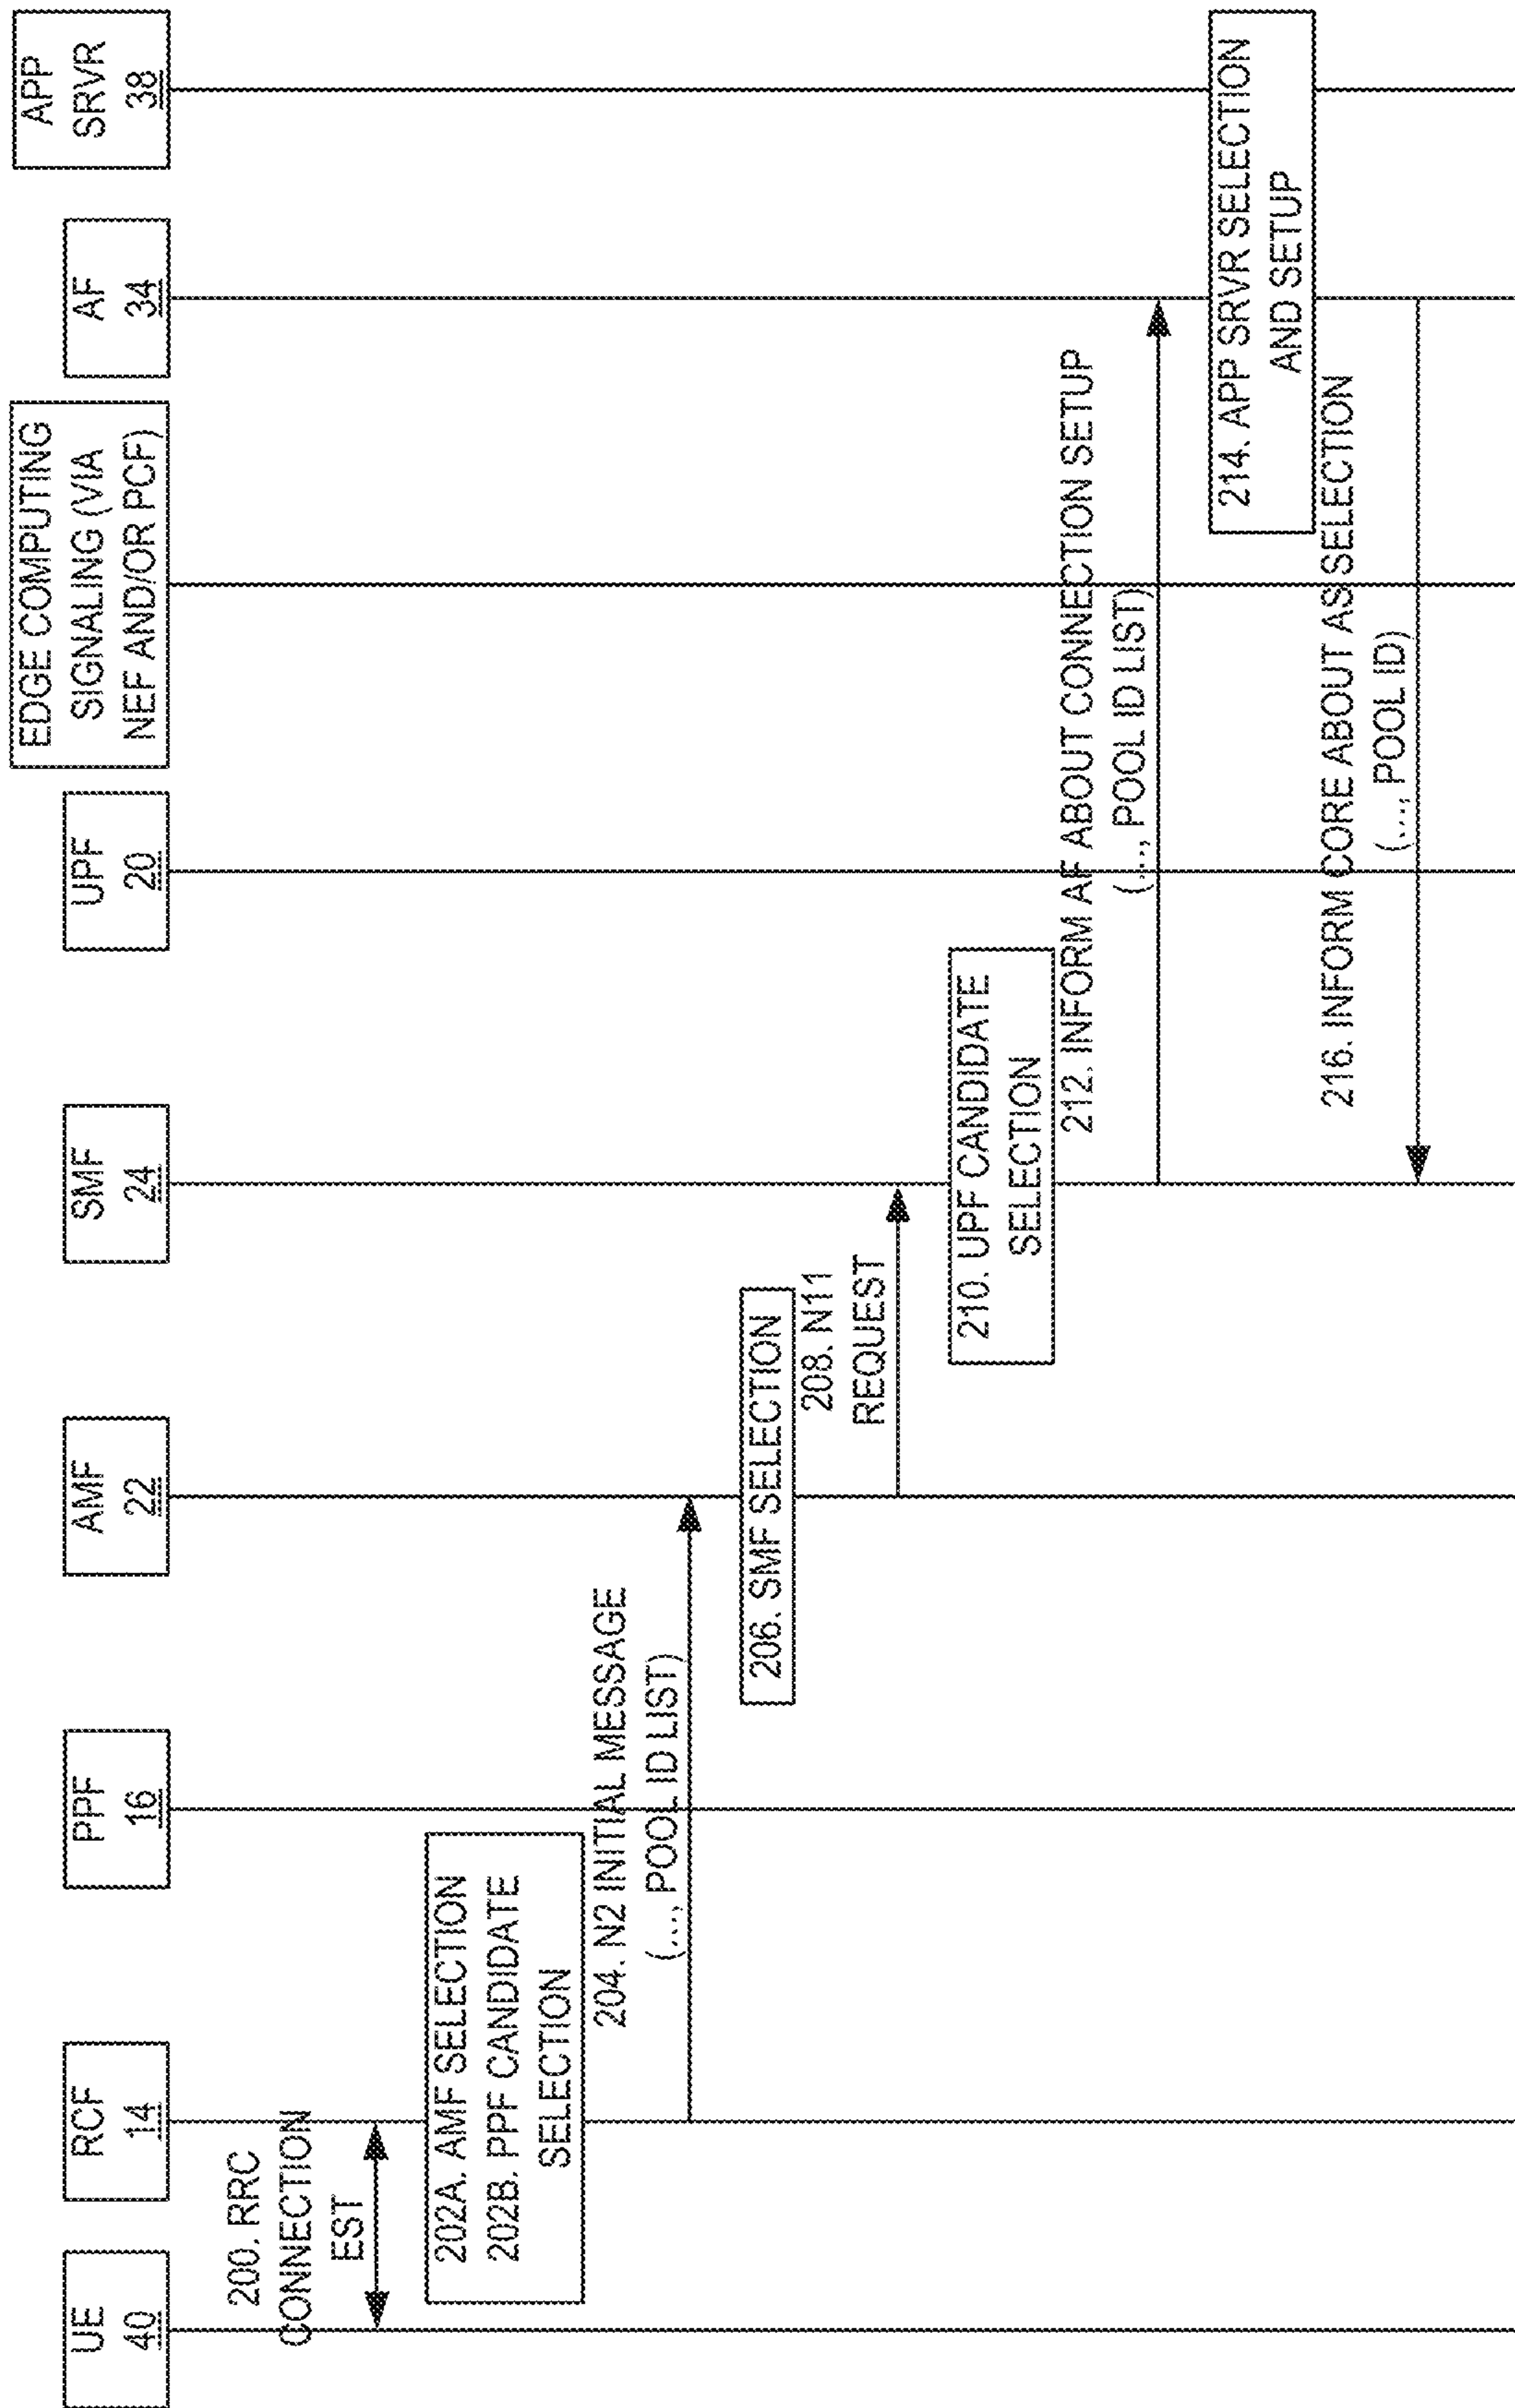 UE
40
RCF
14
PPF
16
AMF
22
SMF
24
UPF
20
EDGE COMPUTING
SIGNALING (VIA
NEF AND/OR PCF)
AF
34
APP
SRVR
38
200. RRC
CONNECTION
EST
202A. AMF SELECTION
202B. PPF CANDIDATE
SELECTION
204. N2 INITIAL MESSAGE
(..., POOL ID LIST)
206. SMF SELECTION
208. N11
REQUEST
210. UPF CANDIDATE
SELECTION
212. INFORM AF ABOUT CONNECTION SETUP
(..., POOL ID LIST)
214. APP SRVR SELECTION
AND SETUP
216. INFORM CORE ABOUT AS SELECTION
(..., POOL ID)